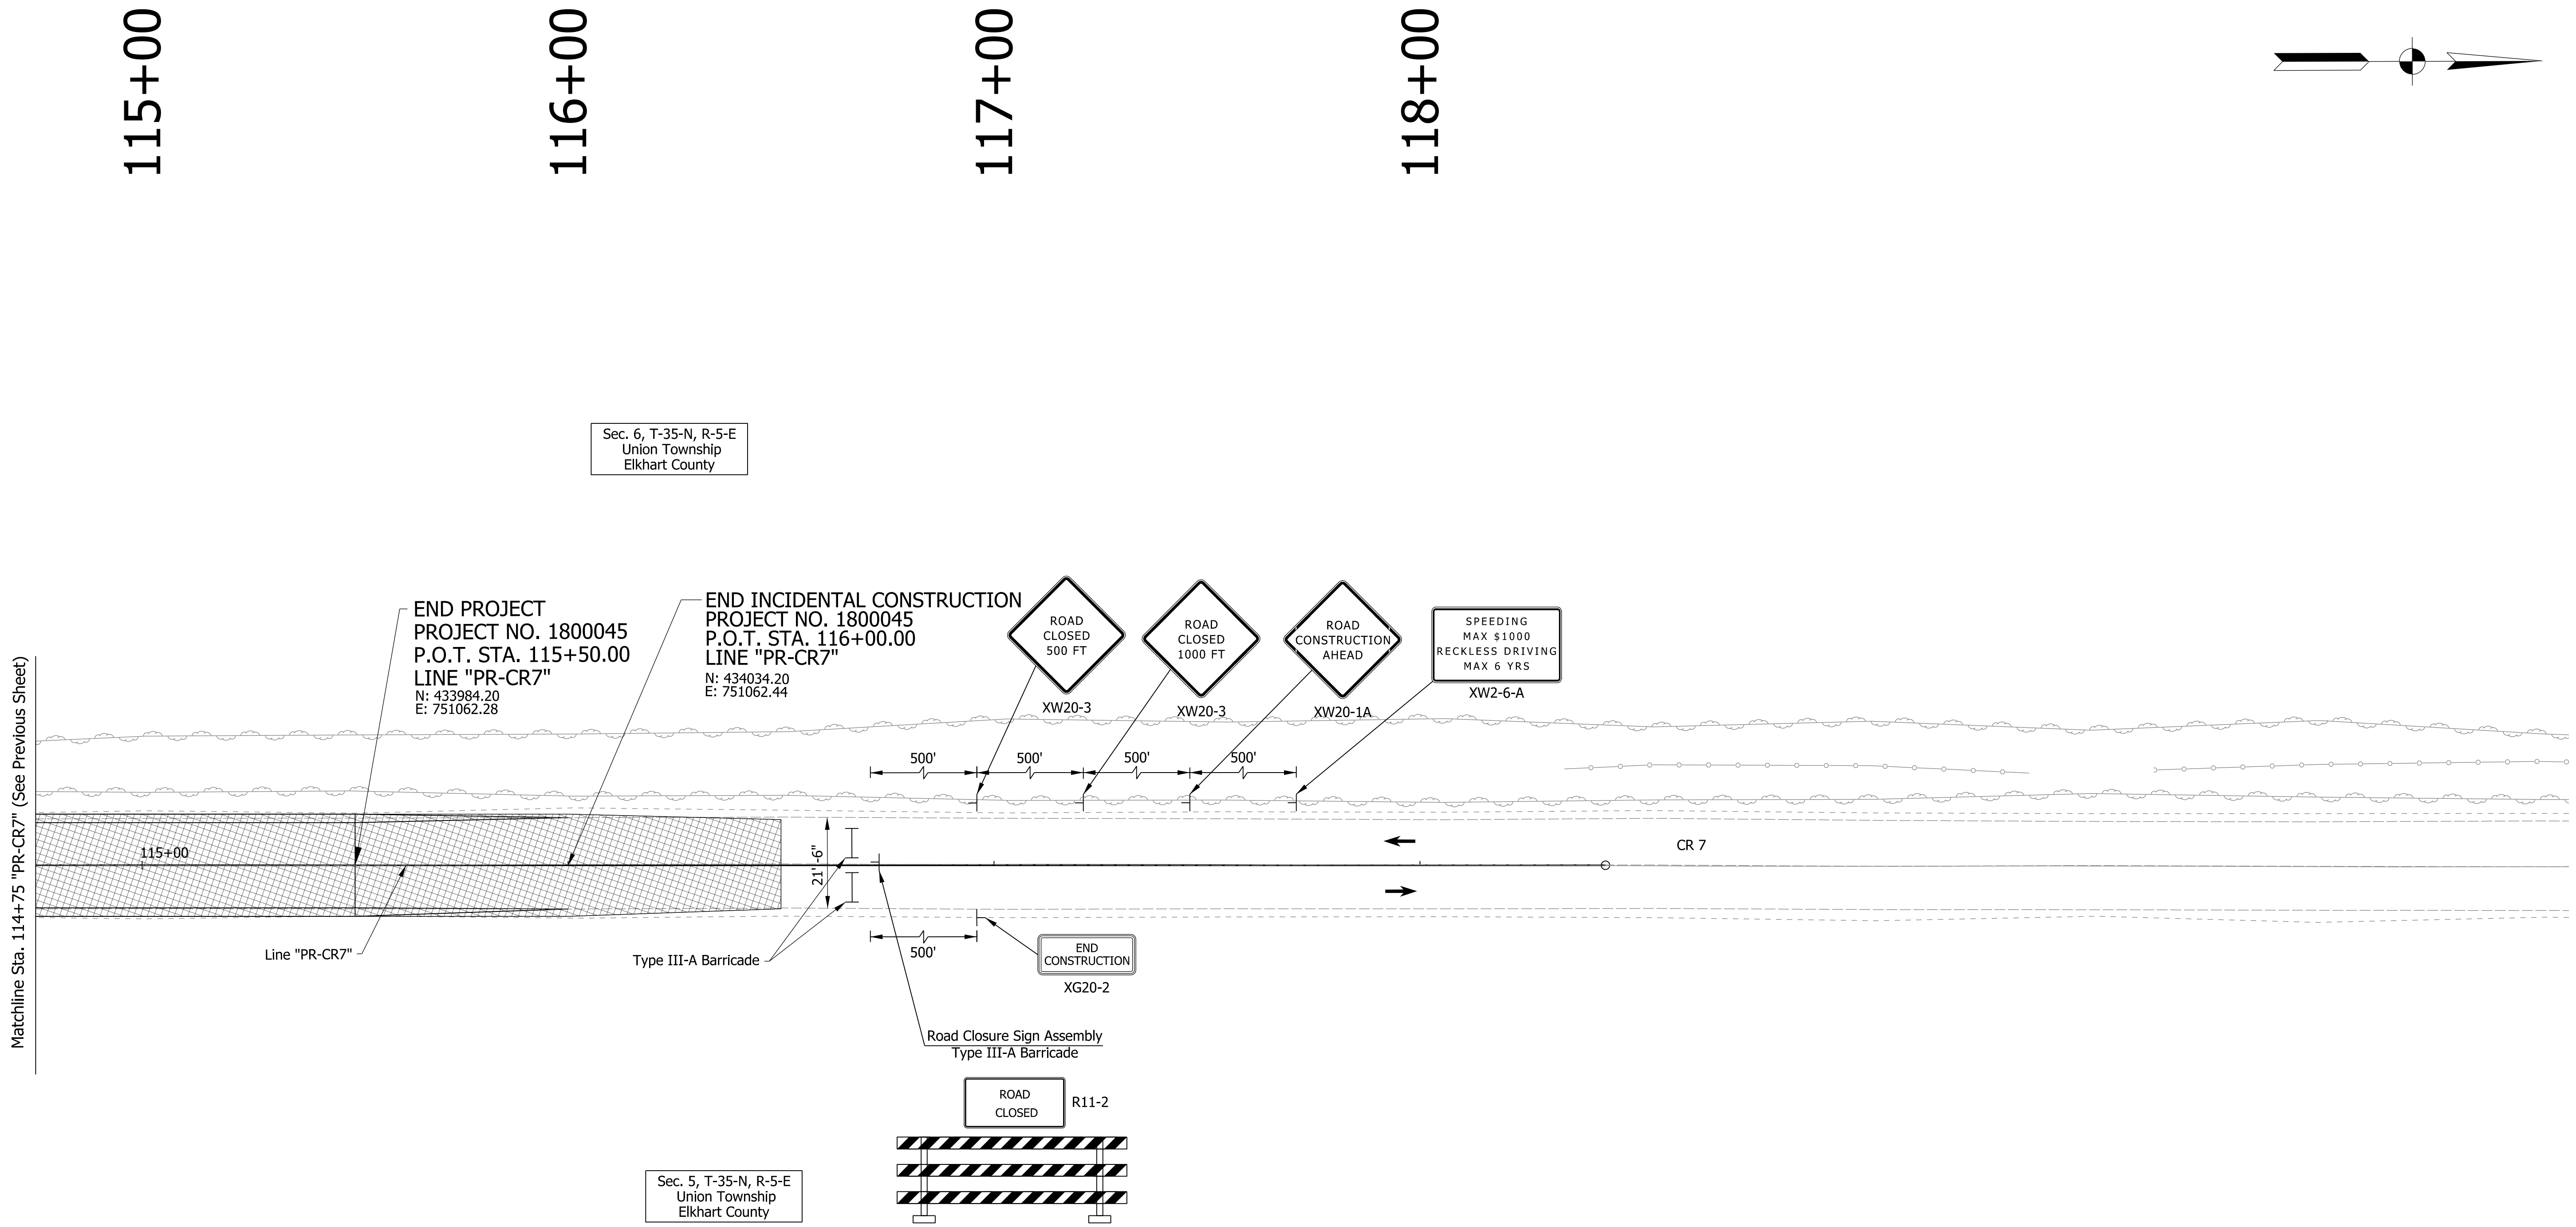 115+00
116+00
117+00
118+00
Sec. 6, T-35-N, R-5-E
Union Township
Elkhart County
Matchline Sta. 114+75 "PR-CR7" (See Previous Sheet)
END PROJECT
PROJECT NO. 1800045
P.O.T. STA. 115+50.00
LINE "PR-CR7"
N: 433984.20
E: 751062.28
END INCIDENTAL CONSTRUCTION
PROJECT NO. 1800045
P.O.T. STA. 116+00.00
LINE "PR-CR7"
N: 434034.20
E: 751062.44
ROAD
CLOSED
500 FT
XW20-3
ROAD
CLOSED
1000 FT
XW20-3
ROAD
CONSTRUCTION
AHEAD
XW20-1A
SPEEDING
MAX $1000
RECKLESS DRIVING
MAX 6 YRS
XW2-6-A
500'
500'
500'
500'
115+00
21'-6"
CR 7
Line "PR-CR7"
Type III-A Barricade
500'
END
CONSTRUCTION
XG20-2
Road Closure Sign Assembly
Type III-A Barricade
ROAD
CLOSED
R11-2
Sec. 5, T-35-N, R-5-E
Union Township
Elkhart County